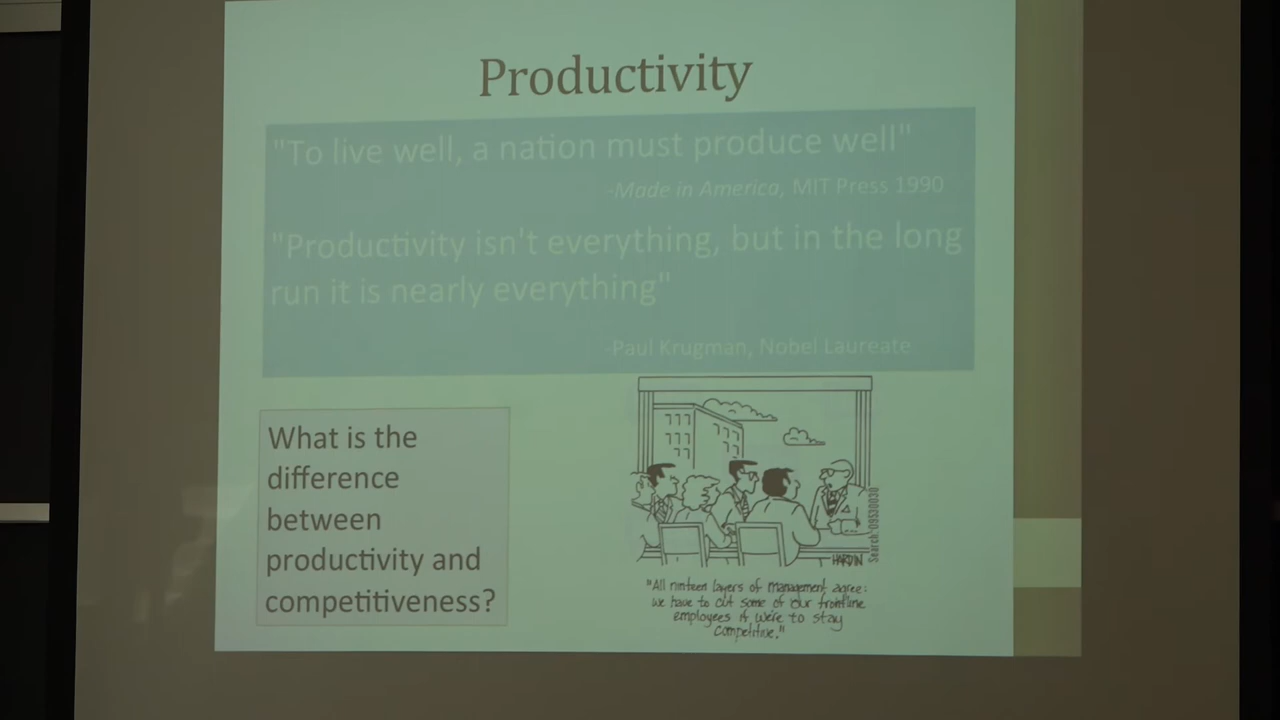 Productivity
"To live well, a nation must produce well"
-Made in America, MIT Press 1990
"Productivity isn't everything, but in the long
run it is nearly everything"
-Paul Krugman, Nobel Laureate
What is the
difference
between
productivity and
competitiveness?
HARDIN
Search: 09530030
"All nineteen layers of management agree:
we have to cut some of our frontline
employees if we're to stay
competitive."